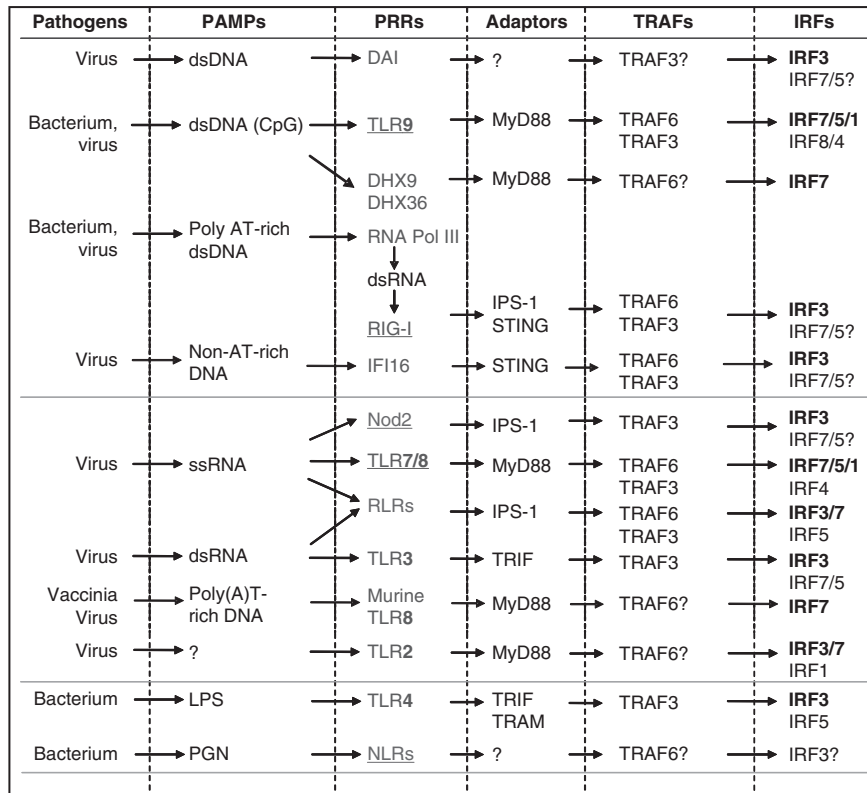 Pathogens PAMPs PRRs Adaptors TRAFs IRFs
Virus dsDNA DAI ? TRAF3? IRF3
IRF7/5?
Bacterium, dsDNA (CpG) TLR9 MyD88 TRAF6 IRF7/5/1
virus TRAF3 IRF8/4
DHX9 MyD88 TRAF6? IRF7
DHX36
Bacterium, Poly AT-rich RNA Pol III
virus dsDNA
dsRNA
IPS-1 TRAF6 IRF3
RIG-I STING TRAF3 IRF7/5?
Virus Non-AT-rich IFI16 STING TRAF6 IRF3
DNA TRAF3 IRF7/5?
Nod2 IPS-1 TRAF3 IRF3
IRF7/5?
Virus ssRNA TLR7/8 MyD88 TRAF6 IRF7/5/1
TRAF3 IRF4
RLRs IPS-1 TRAF6 IRF3/7
TRAF3 IRF5
Virus dsRNA TLR3 TRIF TRAF3 IRF3
IRF7/5
Vaccinia Poly(A)T- Murine MyD88 TRAF6? IRF7
Virus rich DNA TLR8
Virus ? TLR2 MyD88 TRAF6? IRF3/7
IRF1
Bacterium LPS TLR4 TRIF TRAF3 IRF3
TRAM IRF5
Bacterium PGN NLRs ? TRAF6? IRF3?